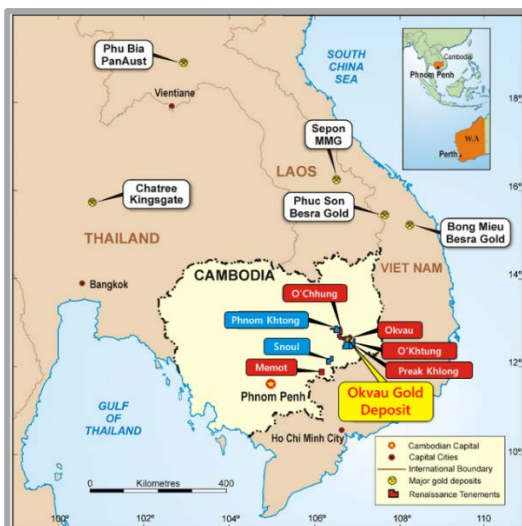 Phu Bia
PanAust
Vientiane
SOUTH
CHINA
SEA
Cambodia
Phnom Penh
W.A
Perth
18°
Sepon
MMG
LAOS
Chatree
Kingsgate
Phuc Son
Besra Gold
16°
Bong Mieu
Besra Gold
THAILAND
VIET NAM
14°
CAMBODIA
Bangkok
O'Chhung
Phnom Khtong
Okvau
Snoul
O'Khtung
12°
Memot
Preak Khlong
Phnom Penh
Okvau Gold
Deposit
GULF
OF
THAILAND
Ho Chi Minh City
10°
Cambodian Capital
Capital Cities
International Boundary
Major gold deposits
Renaissance Tenements
Kilometres
0
200
400
100°
102°
104°
106°
108°
110°